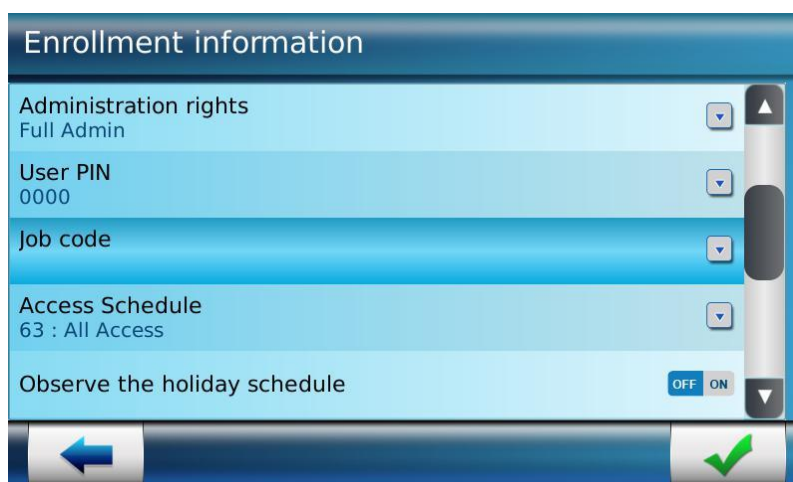 Enrollment information
Administration rights
Full Admin
User PIN
0000
Job code
Access Schedule
63 : All Access
Observe the holiday schedule
OFF ON